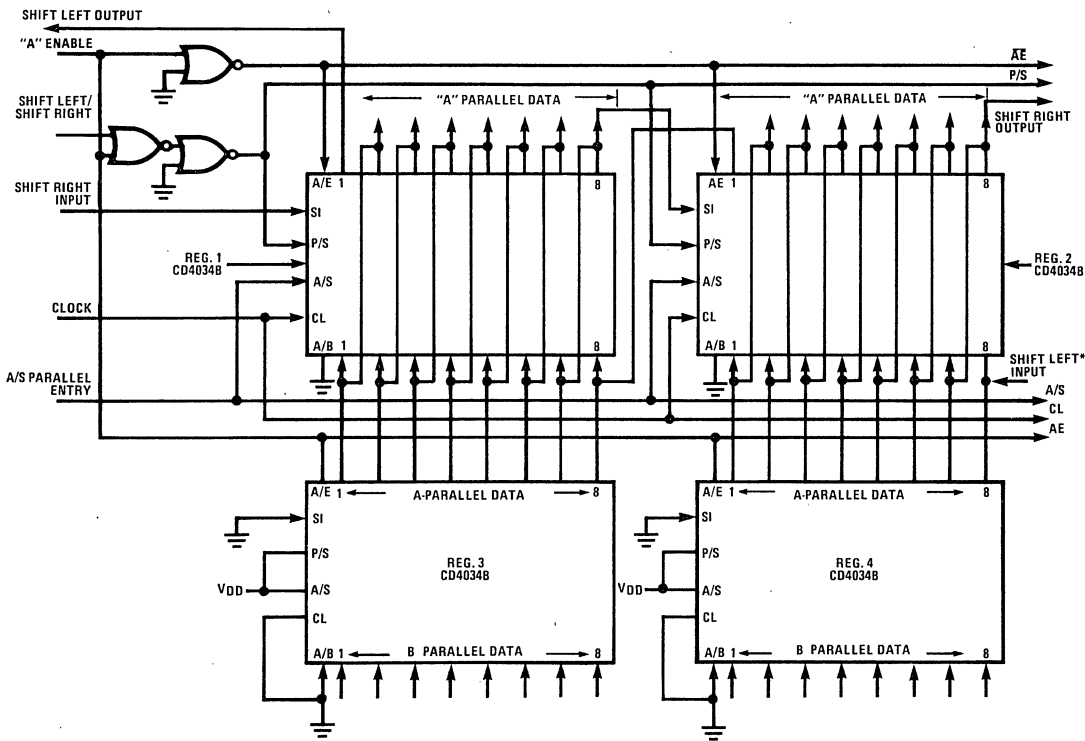 SHIFT LEFT OUTPUT
"A" ENABLE
SHIFT LEFT/
SHIFT RIGHT
SHIFT RIGHT
INPUT
CLOCK
A/S PARALLEL
ENTRY
AE
P/S
SHIFT RIGHT
OUTPUT
"A" PARALLEL DATA
"A" PARALLEL DATA
A/E 1 8
SI
P/S
A/S
CL
A/B 1 8
REG. 1
CD4034B
AE 1 8
SI
P/S
A/S
CL
A/B 1 8
REG. 2
CD4034B
SHIFT LEFT*
INPUT
A/S
CL
AE
A/E 1 A-PARALLEL DATA 8
SI
P/S
A/S
CL
VDD
REG. 3
CD4034B
A/B 1 B PARALLEL DATA 8
A/E 1 A-PARALLEL DATA 8
SI
P/S
A/S
CL
VDD
REG. 4
CD4034B
A/B 1 B PARALLEL DATA 8